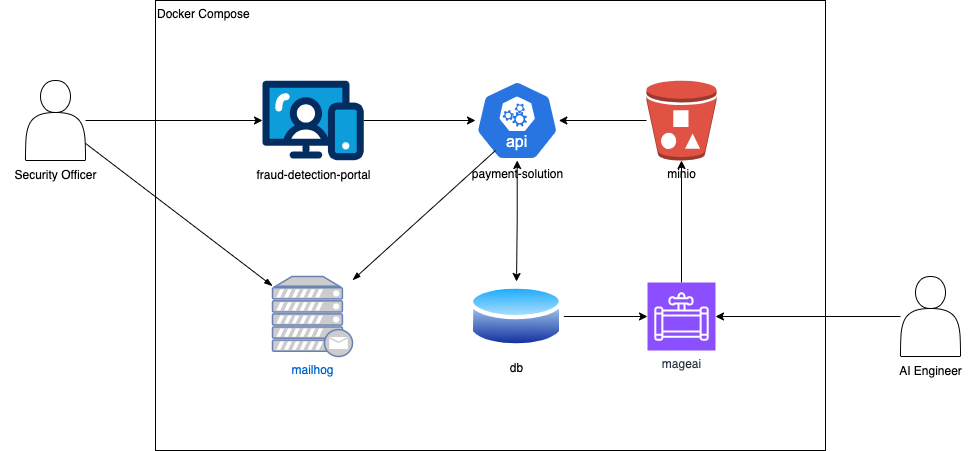 Docker Compose
api
Security Officer
fraud-detection-portal
payment-solution
minio
mailhog
db
mageai
AI Engineer